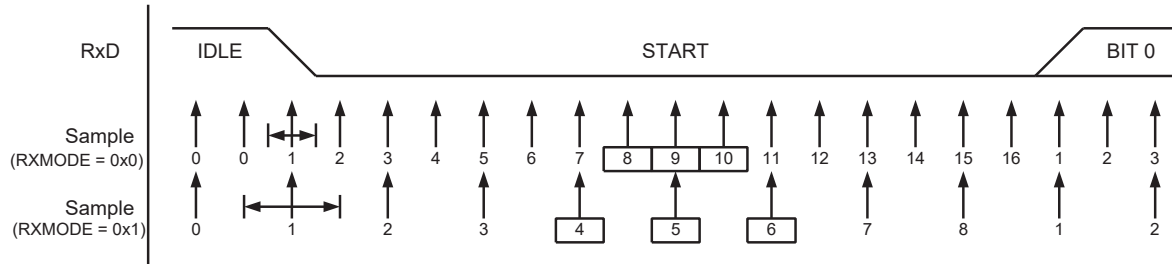 RxD IDLE START BIT 0
Sample
(RXMODE = 0x0)
0 0 1 2 3 4 5 6 7 8 9 10 11 12 13 14 15 16 1 2 3
Sample
(RXMODE = 0x1)
0 1 2 3 4 5 6 7 8 1 2